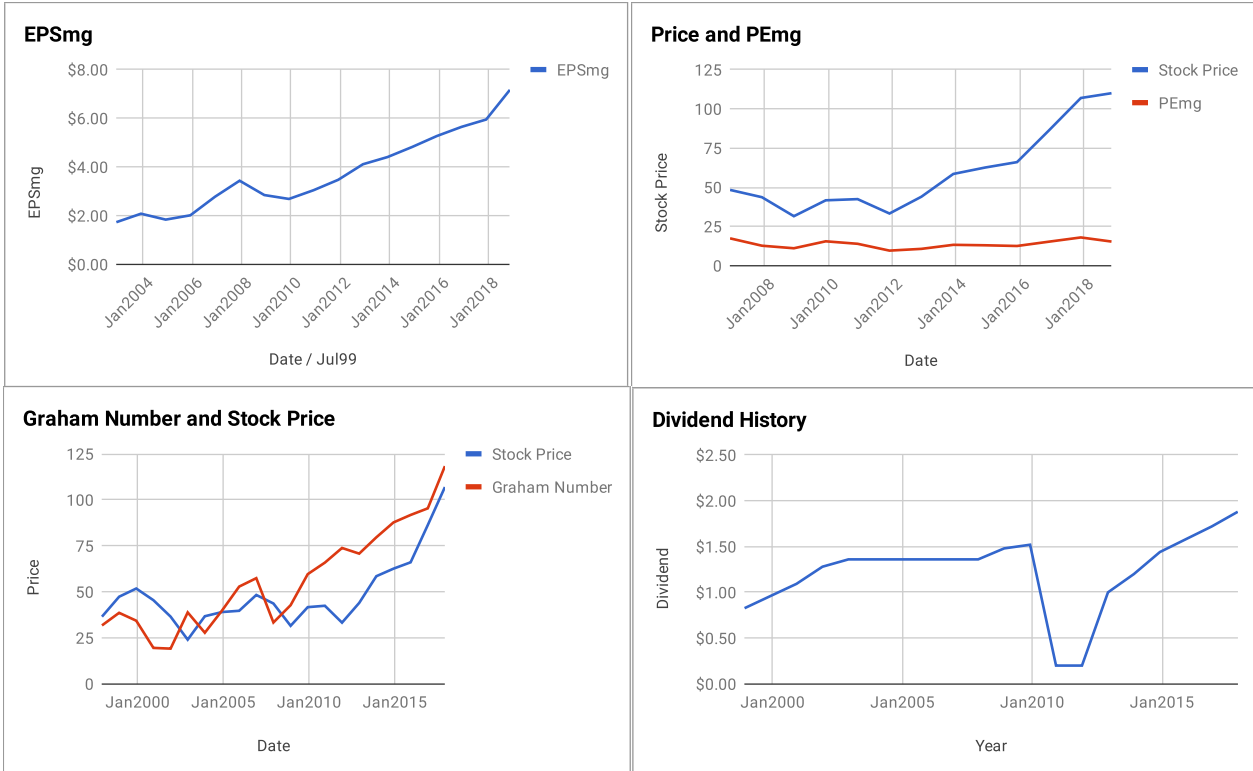 EPSmg
EPSmg
$8.00
$6.00
$4.00
$2.00
$0.00
EPSmg
Jan2004
Jan2006
Jan2008
Jan2010
Jan2012
Jan2014
Jan2016
Jan2018
Date / Jul99
Price and PEmg
Stock Price
PEmg
125
100
75
50
25
0
Stock Price
Jan2008
Jan2010
Jan2012
Jan2014
Jan2016
Jan2018
Date
Graham Number and Stock Price
Stock Price
Graham Number
125
100
75
50
25
0
Price
Jan2000
Jan2005
Jan2010
Jan2015
Date
Dividend History
$2.50
$2.00
$1.50
$1.00
$0.50
$0.00
Dividend
Jan2000
Jan2005
Jan2010
Jan2015
Year